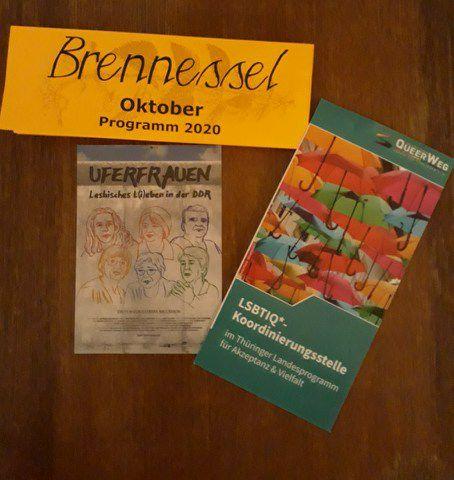 Brennessel
Oktober
Programm 2020
UFERFRAUEN
Lesbisches L(i)eben in der DDR
QUEERWEG
LSBTIQ*-
Koordinierungsstelle
im Thüringer Landesprogramm
für Akzeptanz & Vielfalt